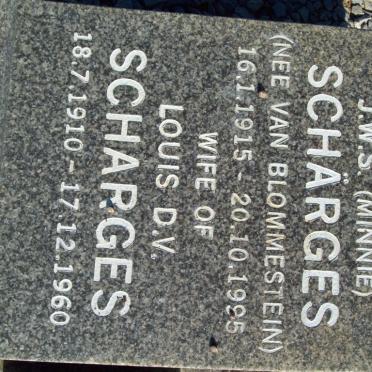 J.W.S. (MINNIE)
SCHÄRGES
(NEE VAN BLOMMESTEIN)
16.1.1915 – 20.10.1995
WIFE OF
LOUIS D.V.
SCHARGES
18.7.1910 – 17.12.1960